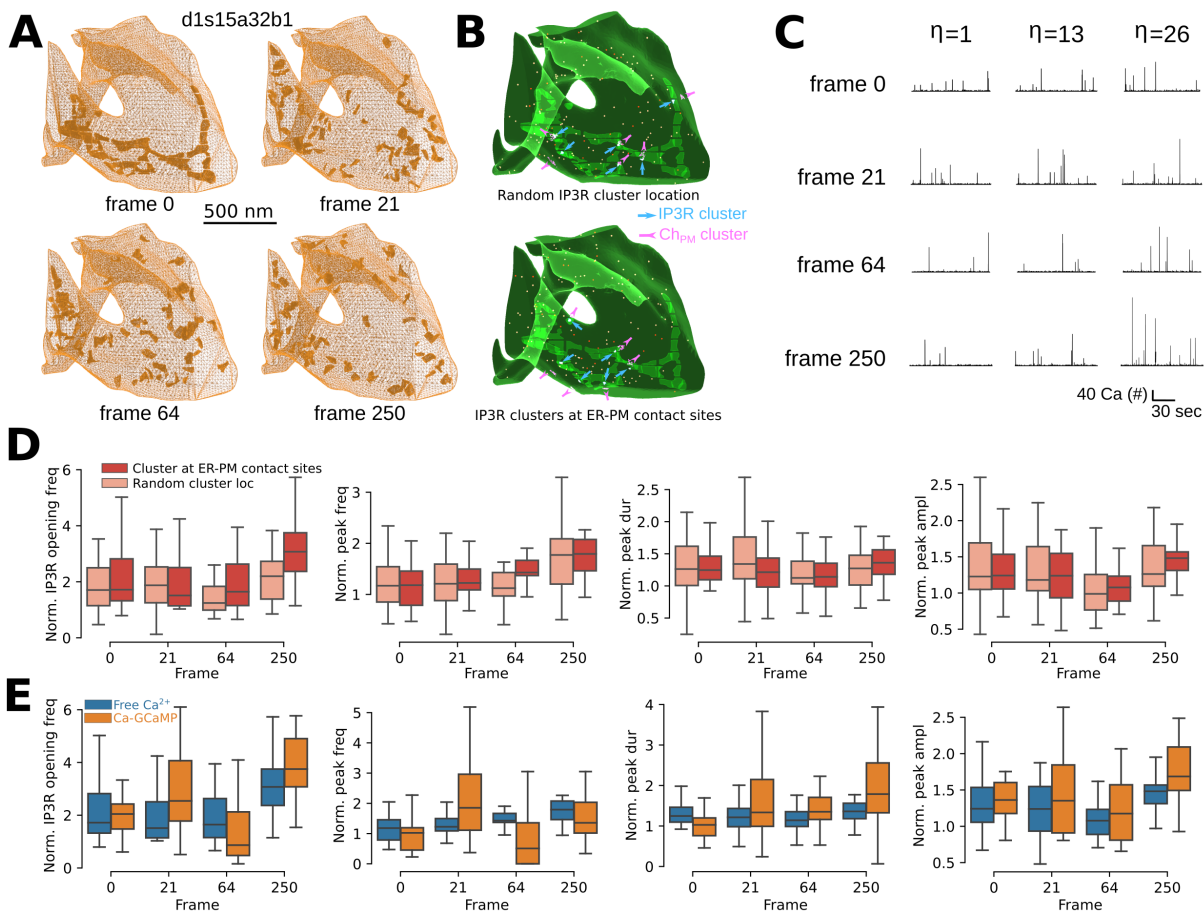 A
d1s15a32b1
frame 0
500 nm
frame 21
frame 64
frame 250
B
Random IP3R cluster location
IP3R cluster
ChPM cluster
IP3R clusters at ER-PM contact sites
C
η=1
η=13
η=26
frame 0
frame 21
frame 64
frame 250
40 Ca (#)
30 sec
D
Cluster at ER-PM contact sites
Random cluster loc
Norm. IP3R opening freq
6
4
2
0
0
21
64
250
Frame
Norm. peak freq
3
2
1
0
21
64
250
Frame
Norm. peak dur
2.5
2.0
1.5
1.0
0.5
0
21
64
250
Frame
Norm. peak ampl
2.5
2.0
1.5
1.0
0.5
0
21
64
250
Frame
E
Free Ca²⁺
Ca-GCaMP
Norm. IP3R opening freq
6
4
2
0
0
21
64
250
Frame
Norm. peak freq
5
4
3
2
1
0
0
21
64
250
Frame
Norm. peak dur
4
3
2
1
0
0
21
64
250
Frame
Norm. peak ampl
2.5
2.0
1.5
1.0
0.5
0
21
64
250
Frame